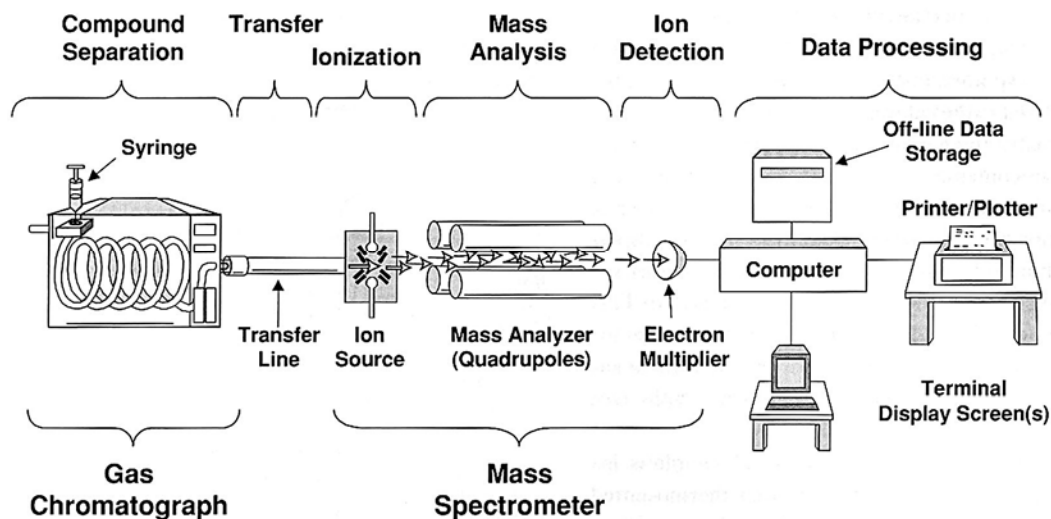 Compound
Separation
Transfer
Ionization
Mass
Analysis
Ion
Detection
Data Processing
Syringe
Off-line Data
Storage
Printer/Plotter
Computer
Transfer
Line
Ion
Source
Mass Analyzer
(Quadrupoles)
Electron
Multiplier
Terminal
Display Screen(s)
Gas
Chromatograph
Mass
Spectrometer